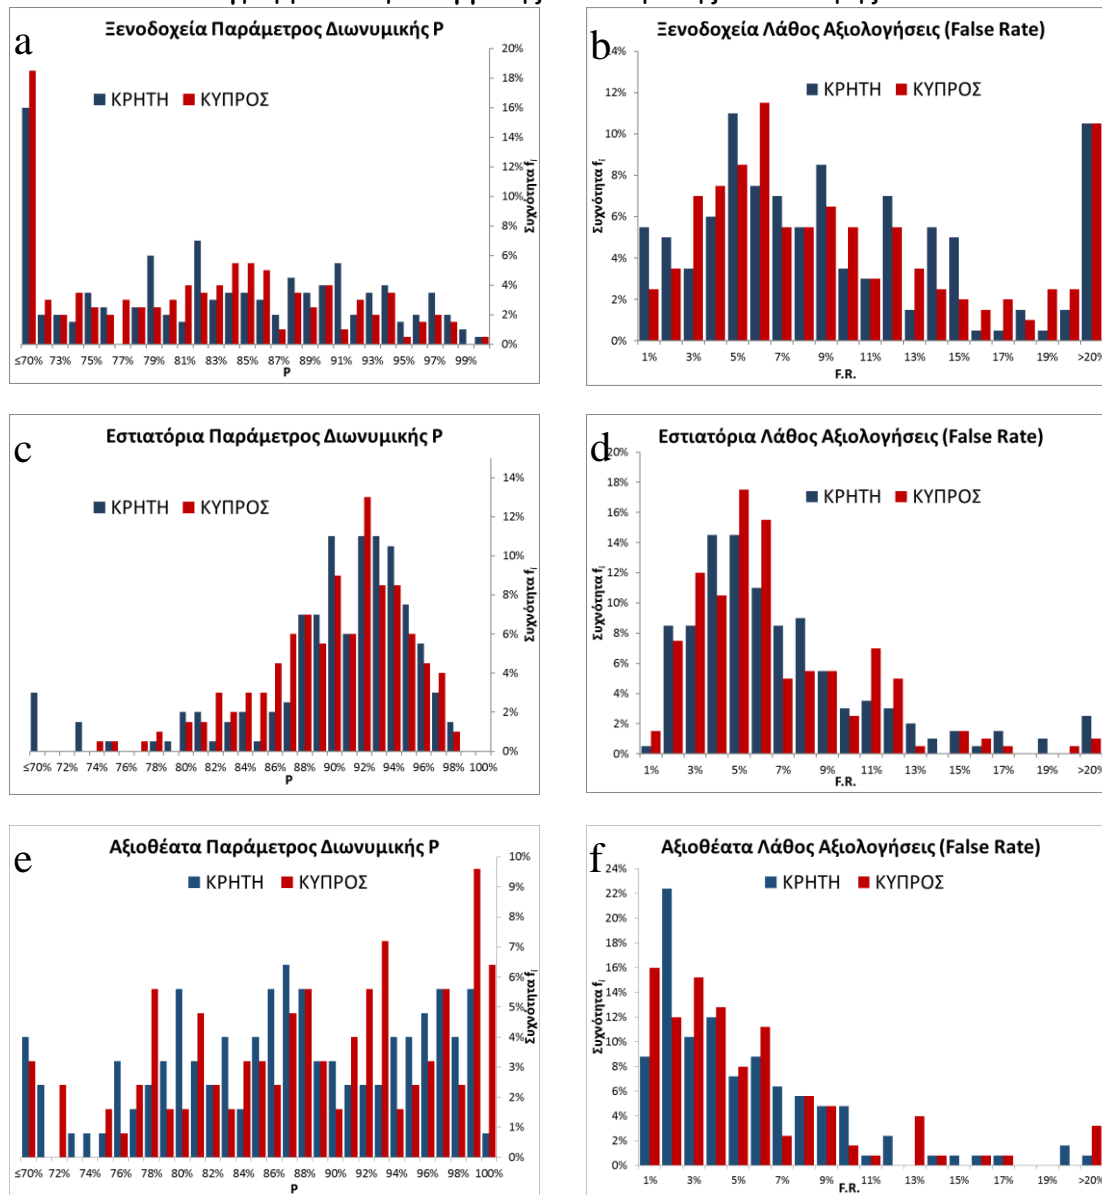 a
Ξενοδοχεία Παράμετρος Διωνυμικής P
ΚΡΗΤΗ ΚΥΠΡΟΣ
20%
18%
16%
14%
12%
10%
8%
6%
4%
2%
0%
Συχνότητα fi
≤70% 73% 75% 77% 79% 81% 83% 85% 87% 89% 91% 93% 95% 97% 99%
P
b
Ξενοδοχεία Λάθος Αξιολογήσεις (False Rate)
ΚΡΗΤΗ ΚΥΠΡΟΣ
14%
12%
10%
8%
6%
4%
2%
0%
Συχνότητα fi
1% 3% 5% 7% 9% 11% 13% 15% 17% 19% >20%
F.R.
c
Εστιατόρια Παράμετρος Διωνυμικής P
ΚΡΗΤΗ ΚΥΠΡΟΣ
14%
12%
10%
8%
6%
4%
2%
0%
Συχνότητα fi
≤70% 72% 74% 76% 78% 80% 82% 84% 86% 88% 90% 92% 94% 96% 98% 100%
P
d
Εστιατόρια Λάθος Αξιολογήσεις (False Rate)
ΚΡΗΤΗ ΚΥΠΡΟΣ
20%
18%
16%
14%
12%
10%
8%
6%
4%
2%
0%
Συχνότητα fi
1% 3% 5% 7% 9% 11% 13% 15% 17% 19% >20%
F.R.
e
Αξιοθέατα Παράμετρος Διωνυμικής P
ΚΡΗΤΗ ΚΥΠΡΟΣ
10%
9%
8%
7%
6%
5%
4%
3%
2%
1%
0%
Συχνότητα fi
≤70% 72% 74% 76% 78% 80% 82% 84% 86% 88% 90% 92% 94% 96% 98% 100%
P
f
Αξιοθέατα Λάθος Αξιολογήσεις (False Rate)
ΚΡΗΤΗ ΚΥΠΡΟΣ
24%
22%
20%
18%
16%
14%
12%
10%
8%
6%
4%
2%
0%
Συχνότητα fi
1% 3% 5% 7% 9% 11% 13% 15% 17% 19% >20%
F.R.